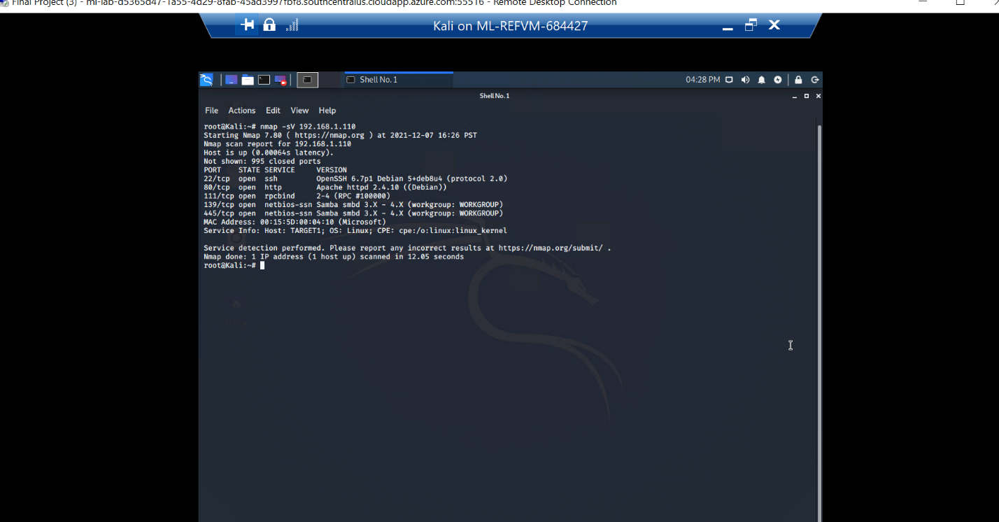 Final Project (3) - ml-lab-d5365d47-1a55-4d29-8fab-45ad3997fbf8.southcentralus.cloudapp.azure.com:55516 - Remote Desktop Connection
Kali on ML-REFVM-684427
Shell No. 1
04:28 PM
Shell No. 1
File Actions Edit View Help
root@Kali:~# nmap -sV 192.168.1.110
Starting Nmap 7.80 ( https://nmap.org ) at 2021-12-07 16:26 PST
Nmap scan report for 192.168.1.110
Host is up (0.00064s latency).
Not shown: 995 closed ports
PORT    STATE SERVICE     VERSION
22/tcp  open  ssh         OpenSSH 6.7p1 Debian 5+deb8u4 (protocol 2.0)
80/tcp  open  http        Apache httpd 2.4.10 ((Debian))
111/tcp open  rpcbind     2-4 (RPC #100000)
139/tcp open  netbios-ssn Samba smbd 3.X - 4.X (workgroup: WORKGROUP)
445/tcp open  netbios-ssn Samba smbd 3.X - 4.X (workgroup: WORKGROUP)
MAC Address: 00:15:5D:00:04:10 (Microsoft)
Service Info: Host: TARGET1; OS: Linux; CPE: cpe:/o:linux:linux_kernel
Service detection performed. Please report any incorrect results at https://nmap.org/submit/ .
Nmap done: 1 IP address (1 host up) scanned in 12.05 seconds
root@Kali:~#